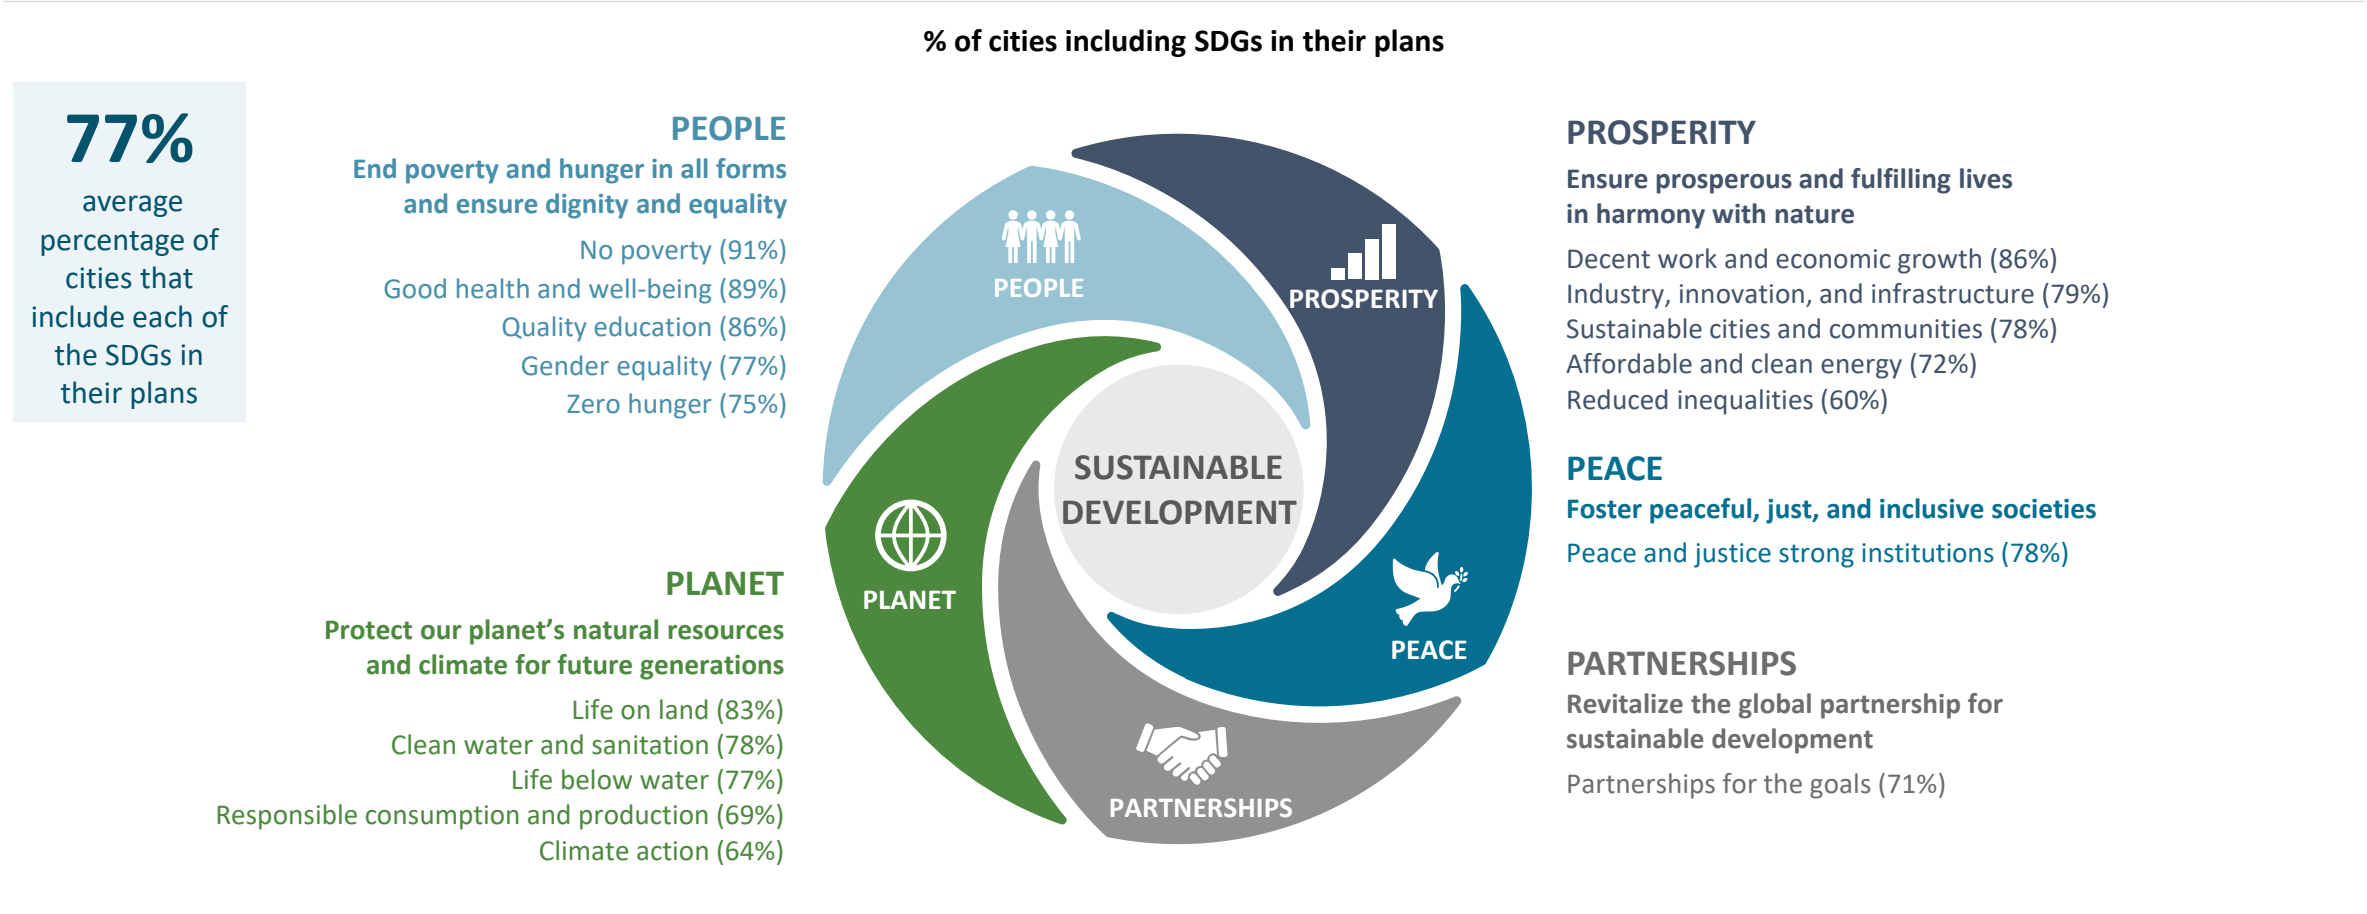 % of cities including SDGs in their plans
77%
average
percentage of
cities that
include each of
the SDGs in
their plans
PEOPLE
End poverty and hunger in all forms
and ensure dignity and equality
No poverty (91%)
Good health and well-being (89%)
Quality education (86%)
Gender equality (77%)
Zero hunger (75%)
PLANET
Protect our planet’s natural resources
and climate for future generations
Life on land (83%)
Clean water and sanitation (78%)
Life below water (77%)
Responsible consumption and production (69%)
Climate action (64%)
PEOPLE
PROSPERITY
SUSTAINABLE
DEVELOPMENT
PLANET
PEACE
PARTNERSHIPS
PROSPERITY
Ensure prosperous and fulfilling lives
in harmony with nature
Decent work and economic growth (86%)
Industry, innovation, and infrastructure (79%)
Sustainable cities and communities (78%)
Affordable and clean energy (72%)
Reduced inequalities (60%)
PEACE
Foster peaceful, just, and inclusive societies
Peace and justice strong institutions (78%)
PARTNERSHIPS
Revitalize the global partnership for
sustainable development
Partnerships for the goals (71%)